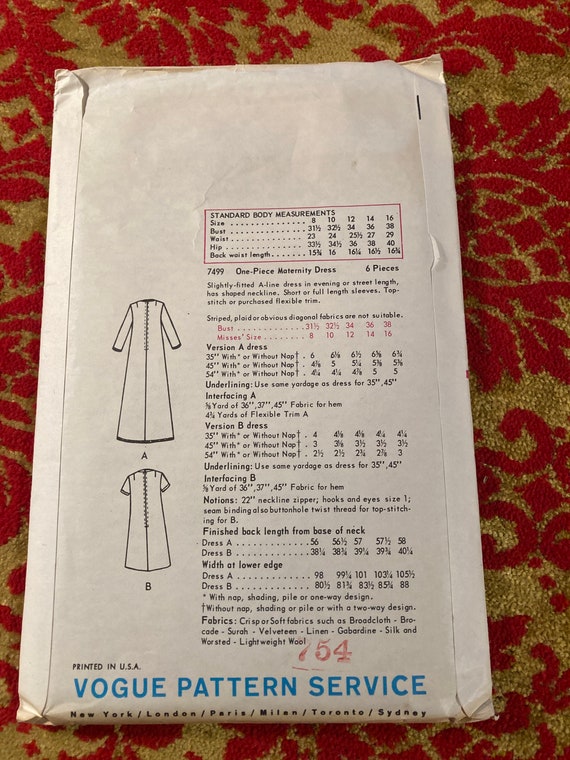 STANDARD BODY MEASUREMENTS
Size . . . . . . . . . . . . . . . 8 10 12 14 16
Bust . . . . . . . . . . . . . 31½ 32½ 34 36 38
Waist . . . . . . . . . . . . . 23 24 25½ 27 29
Hip . . . . . . . . . . . . . . . 33½ 34½ 36 38 40
Back waist length . . . . . . . 15¾ 16 16¼ 16½ 16¾
7499 One-Piece Maternity Dress 6 Pieces
Slightly-fitted A-line dress in evening or street length,
has shaped neckline. Short or full length sleeves. Top-
stitch or purchased flexible trim.
Striped, plaid or obvious diagonal fabrics are not suitable.
Bust . . . . . . . . . . . . . 31½ 32½ 34 36 38
Misses' Size . . . . . . . . . . 8 10 12 14 16
Version A dress
35" With* or Without Nap† . 6 6⅛ 6½ 6⅝ 6¾
45" With* or Without Nap† . 4⅞ 5 5¼ 5⅜ 5⅝
54" With* or Without Nap† . 4¼ 4¼ 4⅞ 5 5
Underlining: Use same yardage as dress for 35", 45"
Interfacing A
⅝ Yard of 36", 37", 45" Fabric for hem
4¾ Yards of Flexible Trim A
Version B dress
35" With* or Without Nap† . 4 4⅛ 4⅛ 4¼ 4¼
45" With* or Without Nap† . 3 3⅜ 3½ 3½ 3½
54" With* or Without Nap† . 2½ 2½ 2¾ 2⅞ 3
Underlining: Use same yardage as dress for 35", 45"
Interfacing B
⅝ Yard of 36", 37", 45" Fabric for hem
Notions: 22" neckline zipper; hooks and eyes size 1;
seam binding also buttonhole twist thread for top-stitch-
ing for B.
Finished back length from base of neck
Dress A . . . . . . . . . . . . . . 56 56½ 57 57½ 58
Dress B . . . . . . . . . . . . . . 38¼ 38¾ 39¼ 39¾ 40¼
Width at lower edge
Dress A . . . . . . . . . . . . . . 98 99¼ 101 103¼ 105½
Dress B . . . . . . . . . . . . . . 80½ 81¾ 83½ 85¾ 88
* With nap, shading, pile or one-way design.
†Without nap, shading or pile or with a two-way design.
Fabrics: Crisp or Soft fabrics such as Broadcloth - Bro-
cade - Surah - Velveteen - Linen - Gabardine - Silk and
Worsted - Lightweight Wool
754
A
B
PRINTED IN U.S.A.
VOGUE PATTERN SERVICE
New York / London / Paris / Milan / Toronto / Sydney